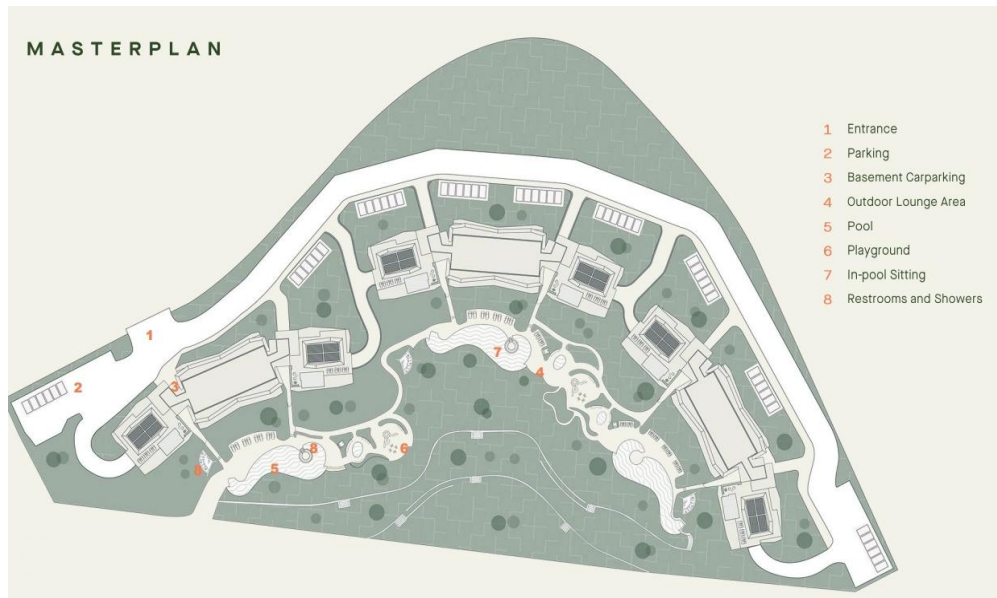 MASTERPLAN
1 Entrance
2 Parking
3 Basement Carparking
4 Outdoor Lounge Area
5 Pool
6 Playground
7 In-pool Sitting
8 Restrooms and Showers
1
7
2
3
4
8
6
8
5